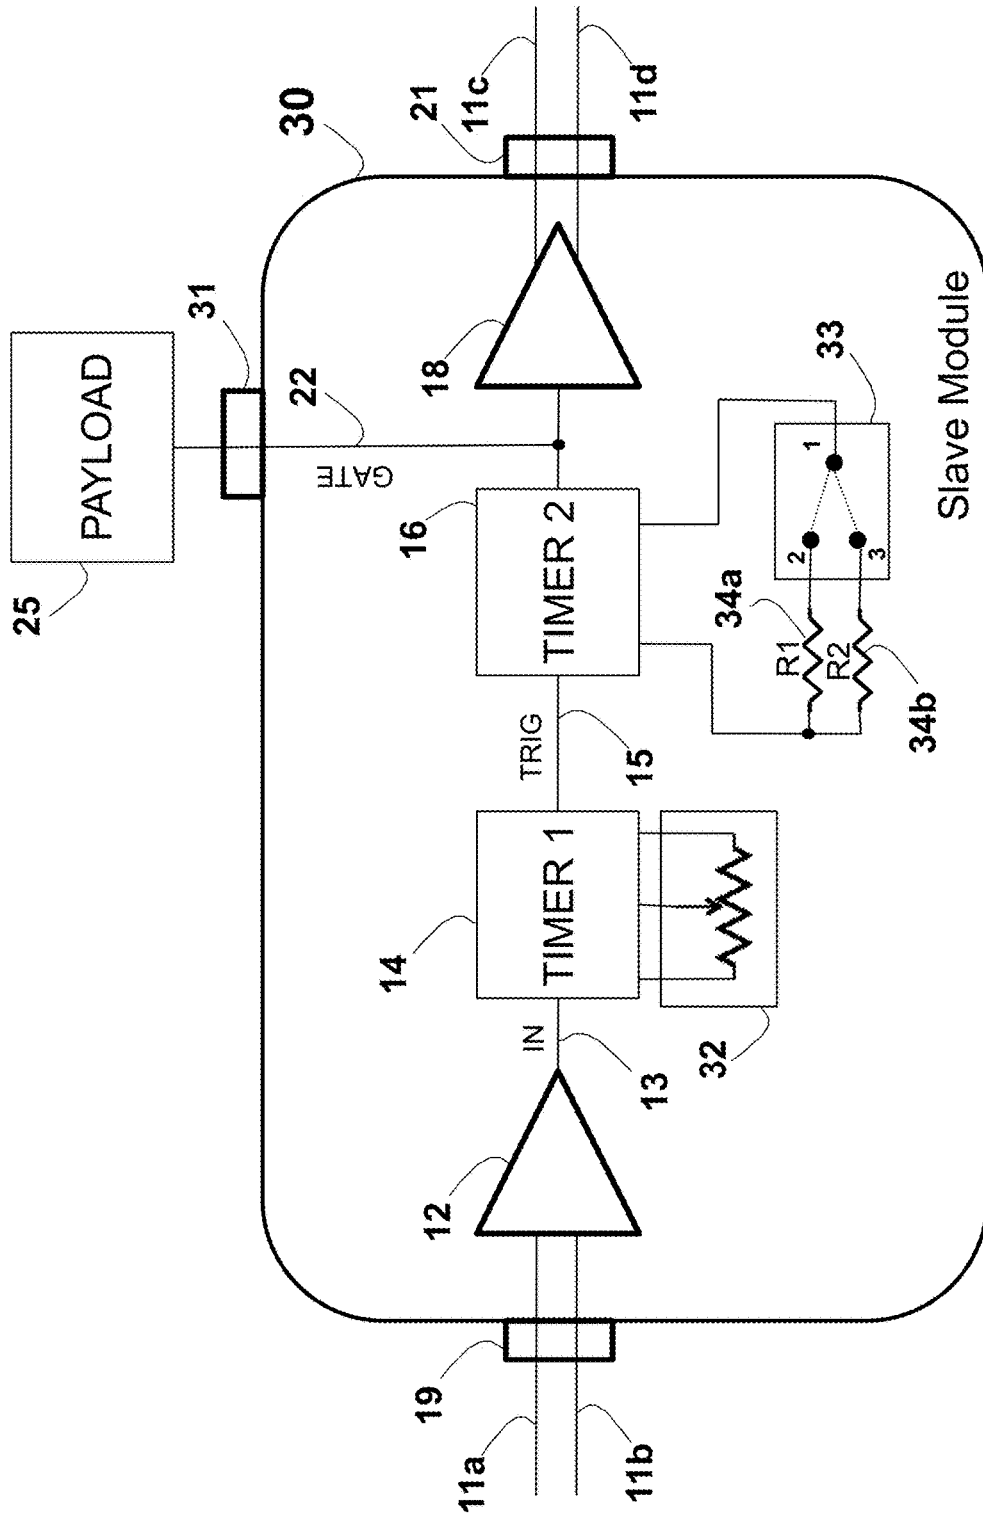 PAYLOAD
25
31
30
22
GATE
21
11c
11d
18
16
TIMER 2
TRIG
15
14
TIMER 1
IN
13
12
19
11a
11b
32
33
1
2
3
34a
R1
R2
34b
Slave Module